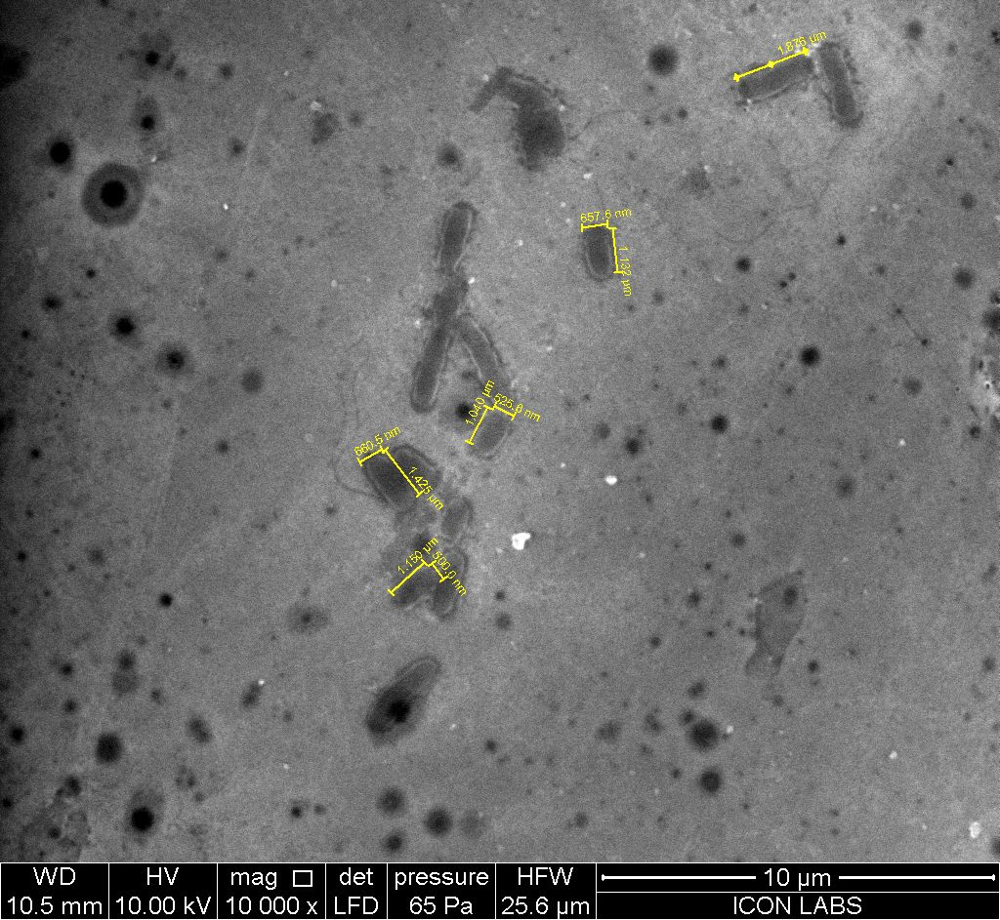 1.876 µm
657.6 nm
1.132 µm
1.040 µm
525.8 nm
660.5 nm
1.425 µm
1.150 µm
500.0 nm
WD HV mag det pressure HFW 10 µm
10.5 mm 10.00 kV 10 000 x LFD 65 Pa 25.6 µm ICON LABS